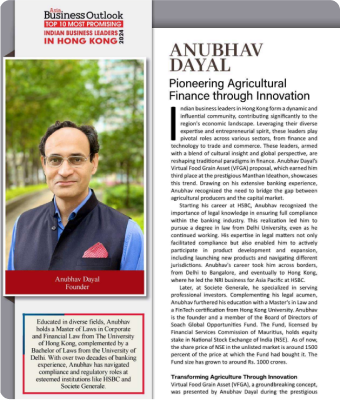 Asia
Business Outlook
TOP 10 MOST PROMISING
INDIAN BUSINESS LEADERS
IN HONG KONG 2024
Anubhav Dayal
Founder
Educated in diverse fields, Anubhav
holds a Master of Laws in Corporate
and Financial Law from The University
of Hong Kong, complemented by a
Bachelor of Laws from the University of
Delhi. With over two decades of banking
experience, Anubhav has navigated
compliance and regulatory roles at
esteemed institutions like HSBC and
Societe Generale
ANUBHAV
DAYAL
Pioneering Agricultural
Finance through Innovation
Indian business leaders in Hong Kong form a dynamic and
influential community, contributing significantly to the
region's economic landscape. Leveraging their diverse
expertise and entrepreneurial spirit, these leaders play
pivotal roles across various sectors, from finance and
technology to trade and commerce. These leaders, armed
with a blend of cultural insight and global perspective, are
reshaping traditional paradigms in finance. Anubhav Dayal's
Virtual Food Grain Asset (VFGA) proposal, which earned him
third place at the prestigious Manthan Ideathon, showcases
this trend. Drawing on his extensive banking experience,
Anubhav recognized the need to bridge the gap between
agricultural producers and the capital market.
Starting his career at HSBC, Anubhav recognized the
importance of legal knowledge in ensuring full compliance
within the banking industry. This realization led him to
pursue a degree in law from Delhi University, even as he
continued working. His expertise in legal matters not only
facilitated compliance but also enabled him to actively
participate in product development and expansion,
including launching new products and navigating different
jurisdictions. Anubhav's career took him across borders,
from Delhi to Bangalore, and eventually to Hong Kong,
where he led the NRI business for Asia Pacific at HSBC.
Later, at Societe Generale, he specialized in serving
professional investors. Complementing his legal acumen,
Anubhav furthered his education with a Master's in Law and
a FinTech certification from Hong Kong University. Anubhav
is the founder and a member of the Board of Directors of
Soach Global Opportunities Fund. The Fund, licensed by the
Financial Services Commission of Mauritius, holds equity
stake in National Stock Exchange of India (NSE). As of now,
the share price of NSE in the unlisted market is around 1500
percent of the price at which the Fund had bought it. The
Fund size has grown to around Rs. 1000 crores.
Transforming Agriculture Through Innovation
Virtual Food Grain Asset (VFGA), a groundbreaking concept,
was presented by Anubhav Dayal during the prestigious